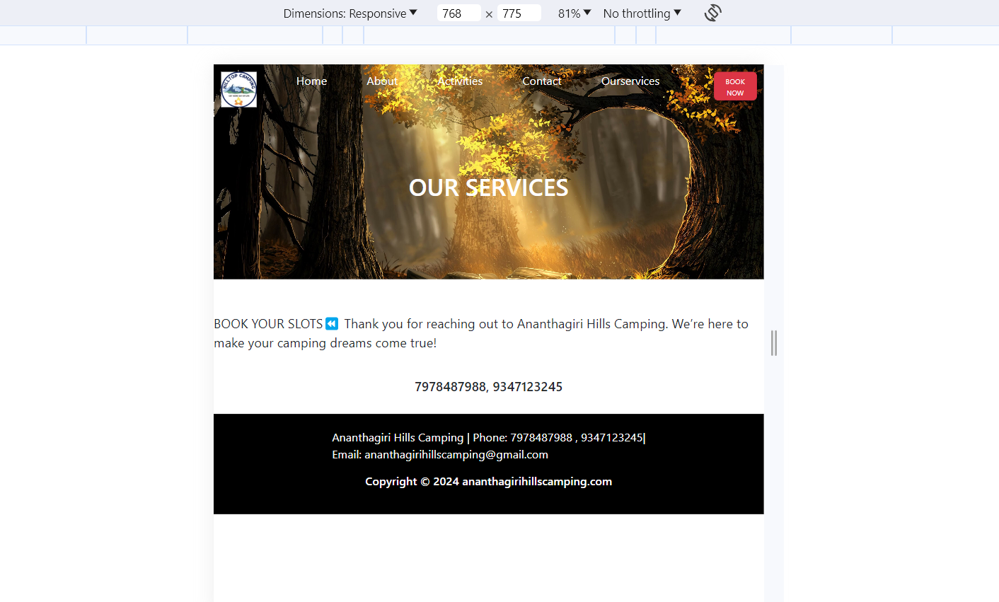 Dimensions: Responsive 768 × 775 81% No throttling
HILLTOP CAMPING
Home About Activities Contact Ourservices
BOOK
NOW
OUR SERVICES
BOOK YOUR SLOTS⏪ Thank you for reaching out to Ananthagiri Hills Camping. We’re here to
make your camping dreams come true!
7978487988, 9347123245
Ananthagiri Hills Camping | Phone: 7978487988 , 9347123245|
Email: ananthagirihillscamping@gmail.com
Copyright © 2024 ananthagirihillscamping.com